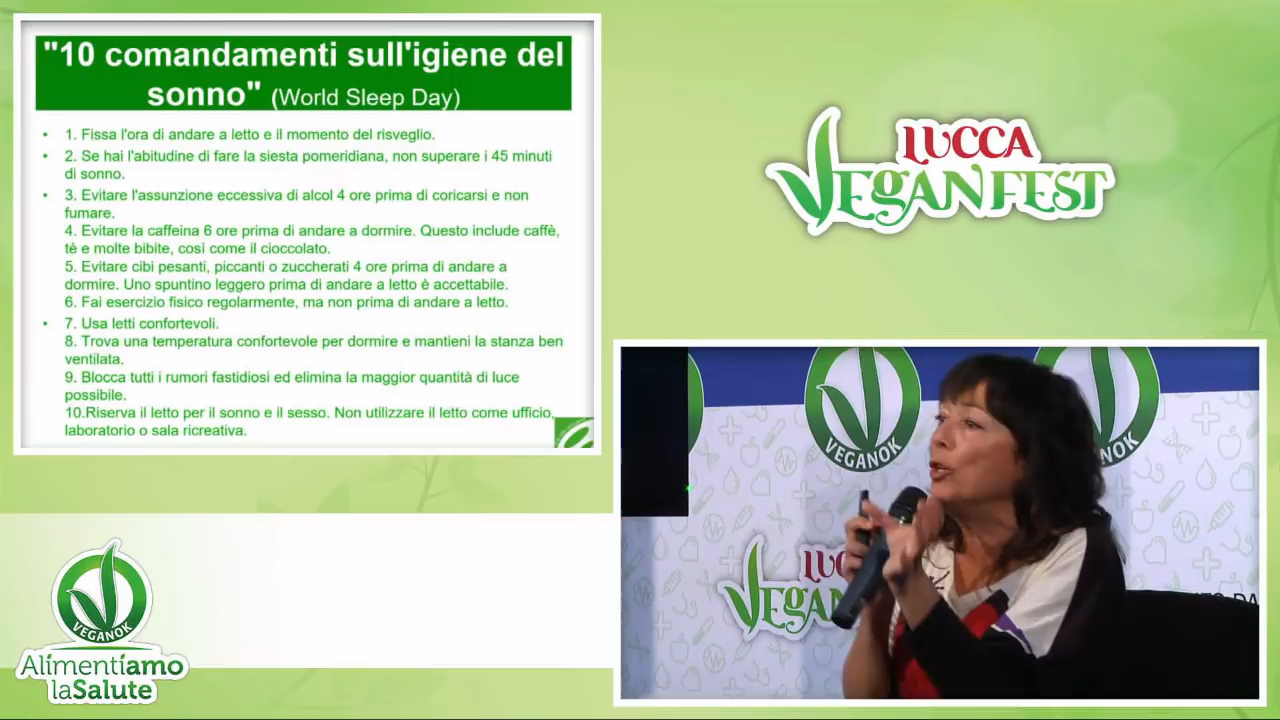 "10 comandamenti sull'igiene del
sonno" (World Sleep Day)
• 1. Fissa l'ora di andare a letto e il momento del risveglio.
• 2. Se hai l'abitudine di fare la siesta pomeridiana, non superare i 45 minuti
di sonno.
• 3. Evitare l'assunzione eccessiva di alcol 4 ore prima di coricarsi e non
fumare.
4. Evitare la caffeina 6 ore prima di andare a dormire. Questo include caffè,
tè e molte bibite, così come il cioccolato.
5. Evitare cibi pesanti, piccanti o zuccherati 4 ore prima di andare a
dormire. Uno spuntino leggero prima di andare a letto è accettabile.
6. Fai esercizio fisico regolarmente, ma non prima di andare a letto.
• 7. Usa letti confortevoli.
8. Trova una temperatura confortevole per dormire e mantieni la stanza ben
ventilata.
9. Blocca tutti i rumori fastidiosi ed elimina la maggior quantità di luce
possibile.
10.Riserva il letto per il sonno e il sesso. Non utilizzare il letto come ufficio,
laboratorio o sala ricreativa.
LUCCA
VEGANFEST
VEGANOK
VEGANOK
Alimentiamo
laSalute